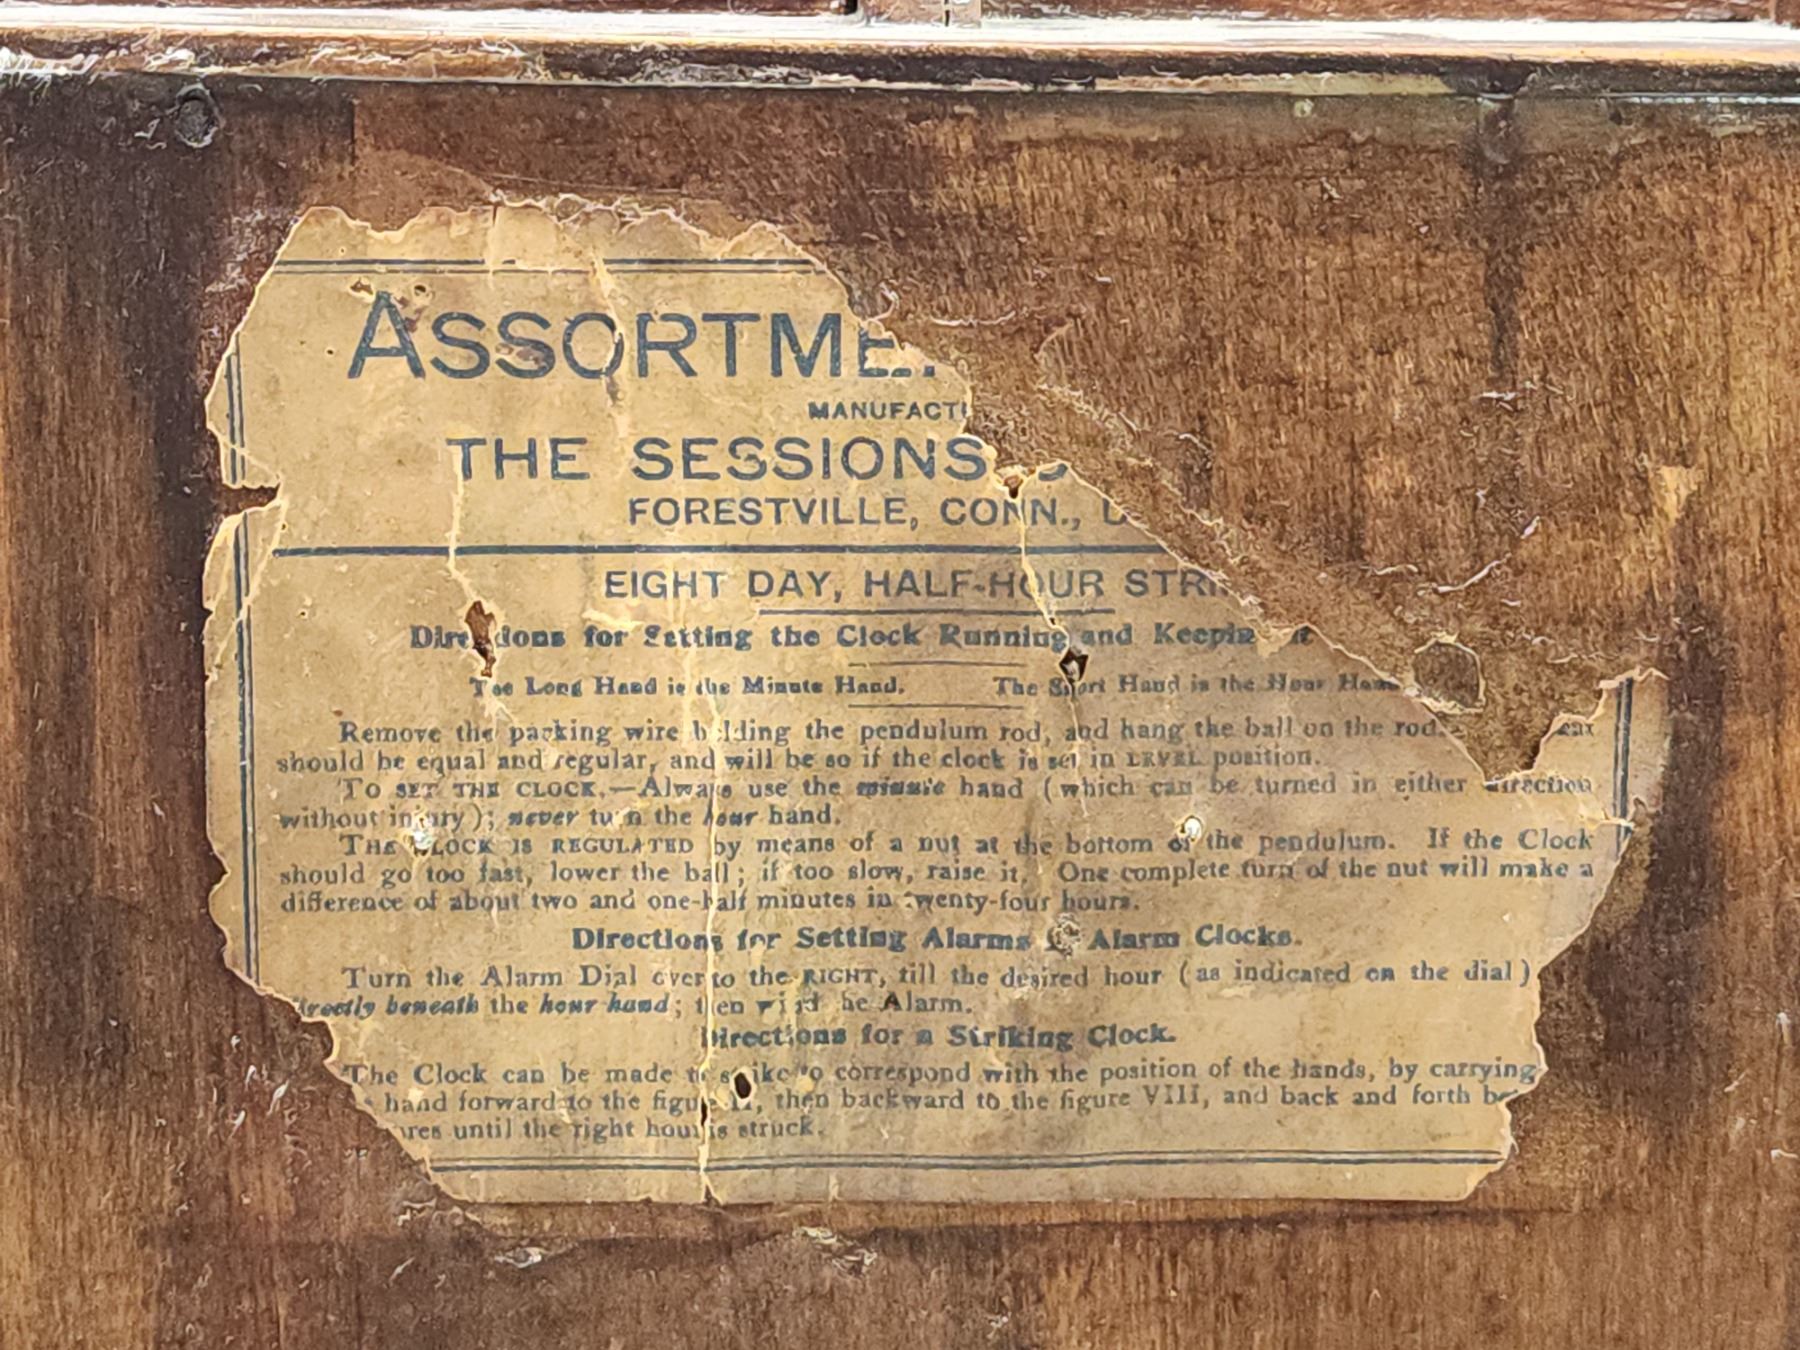 ASSORTME
MANUFACT
THE SESSIONS
FORESTVILLE, CONN., U
EIGHT DAY, HALF-HOUR STRI
Directions for Setting the Clock Running and Keeping it
The Long Hand is the Minute Hand. The Short Hand is the Hour Hand
Remove the packing wire holding the pendulum rod, and hang the ball on the rod.
should be equal and regular, and will be so if the clock is set in LEVEL position.
TO SET THE CLOCK.—Always use the minute hand (which can be turned in either direction
without injury); never turn the hour hand.
THE CLOCK IS REGULATED by means of a nut at the bottom of the pendulum. If the Clock
should go too fast, lower the ball; if too slow, raise it. One complete turn of the nut will make a
difference of about two and one-half minutes in twenty-four hours.
Directions for Setting Alarms Alarm Clocks.
Turn the Alarm Dial over to the RIGHT, till the desired hour (as indicated on the dial)
directly beneath the hour hand; then wind the Alarm.
Directions for a Striking Clock.
The Clock can be made to strike to correspond with the position of the hands, by carrying
hand forward to the figure , then backward to the figure VIII, and back and forth
until the right hour is struck.